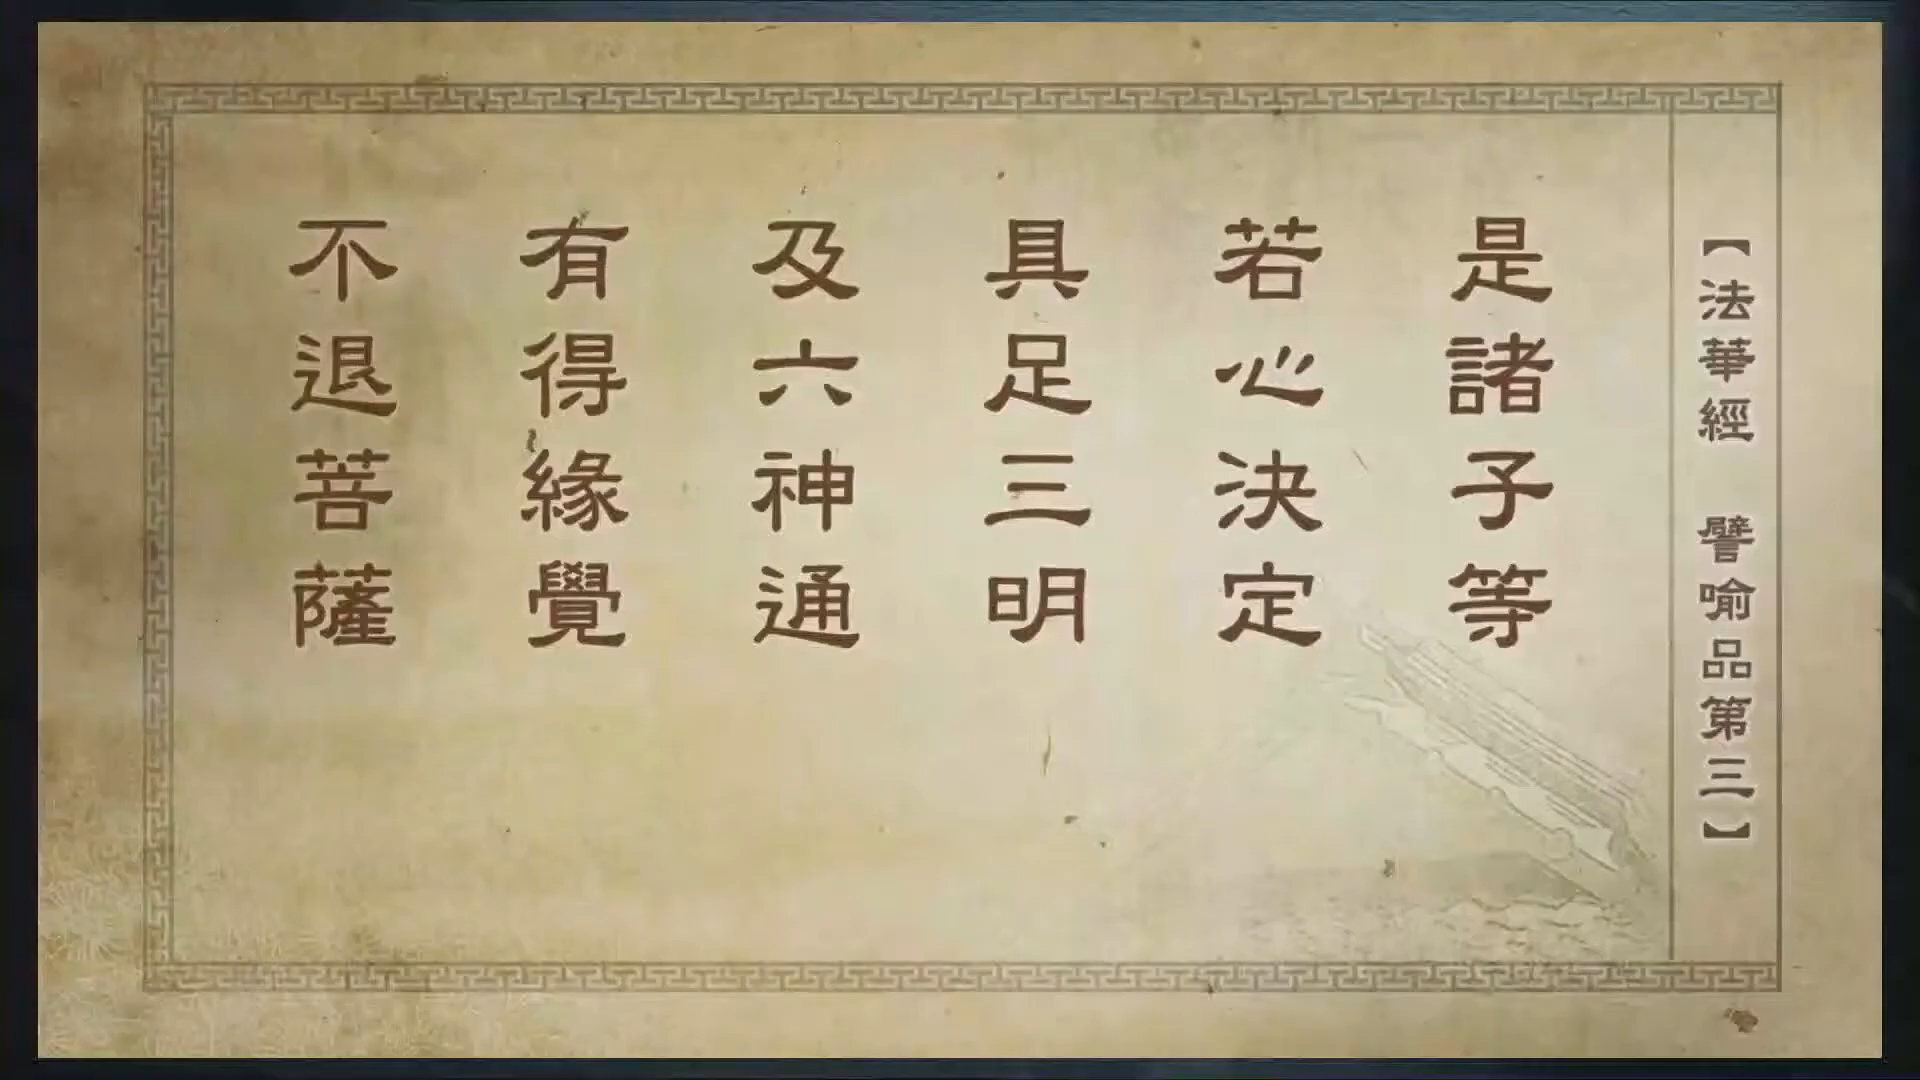 【法華經 譬喻品第三】
是諸子等
若心決定
具足三明
及六神通
有得緣覺
不退菩薩